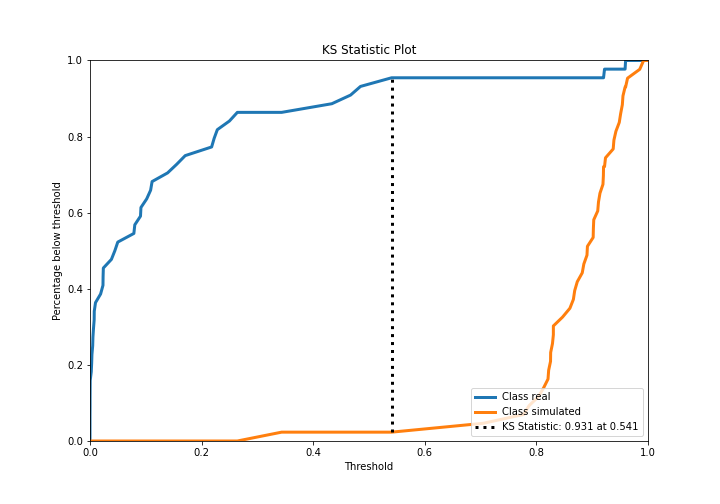 KS Statistic Plot
1.0
0.8
0.6
0.4
0.2
0.0
Percentage below threshold
0.0 0.2 0.4 0.6 0.8 1.0
Threshold
Class real
Class simulated
KS Statistic: 0.931 at 0.541